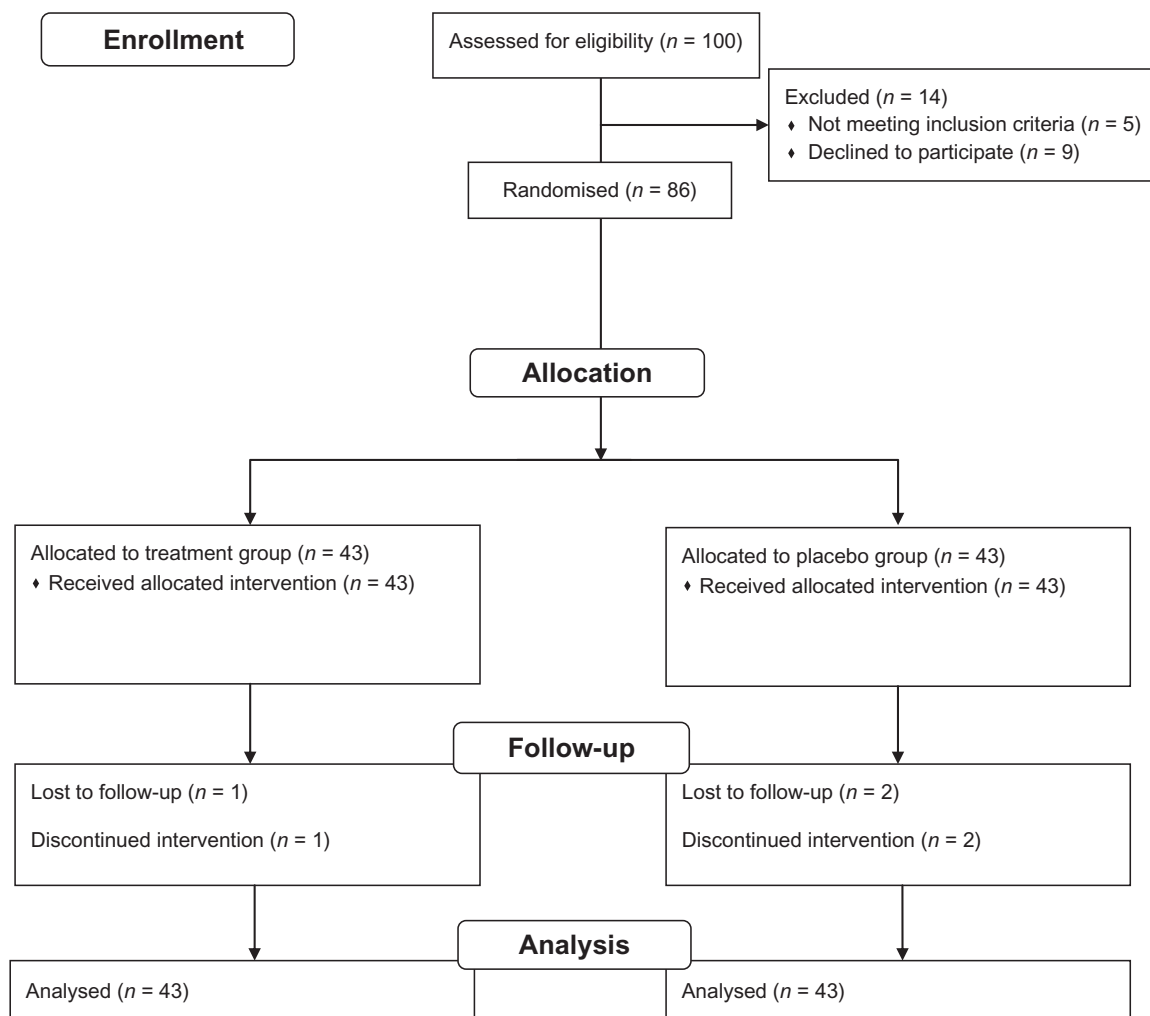 Enrollment
Assessed for eligibility (n = 100)
Excluded (n = 14)
♦ Not meeting inclusion criteria (n = 5)
♦ Declined to participate (n = 9)
Randomised (n = 86)
Allocation
Allocated to treatment group (n = 43)
♦ Received allocated intervention (n = 43)
Allocated to placebo group (n = 43)
♦ Received allocated intervention (n = 43)
Follow-up
Lost to follow-up (n = 1)
Discontinued intervention (n = 1)
Lost to follow-up (n = 2)
Discontinued intervention (n = 2)
Analysis
Analysed (n = 43)
Analysed (n = 43)